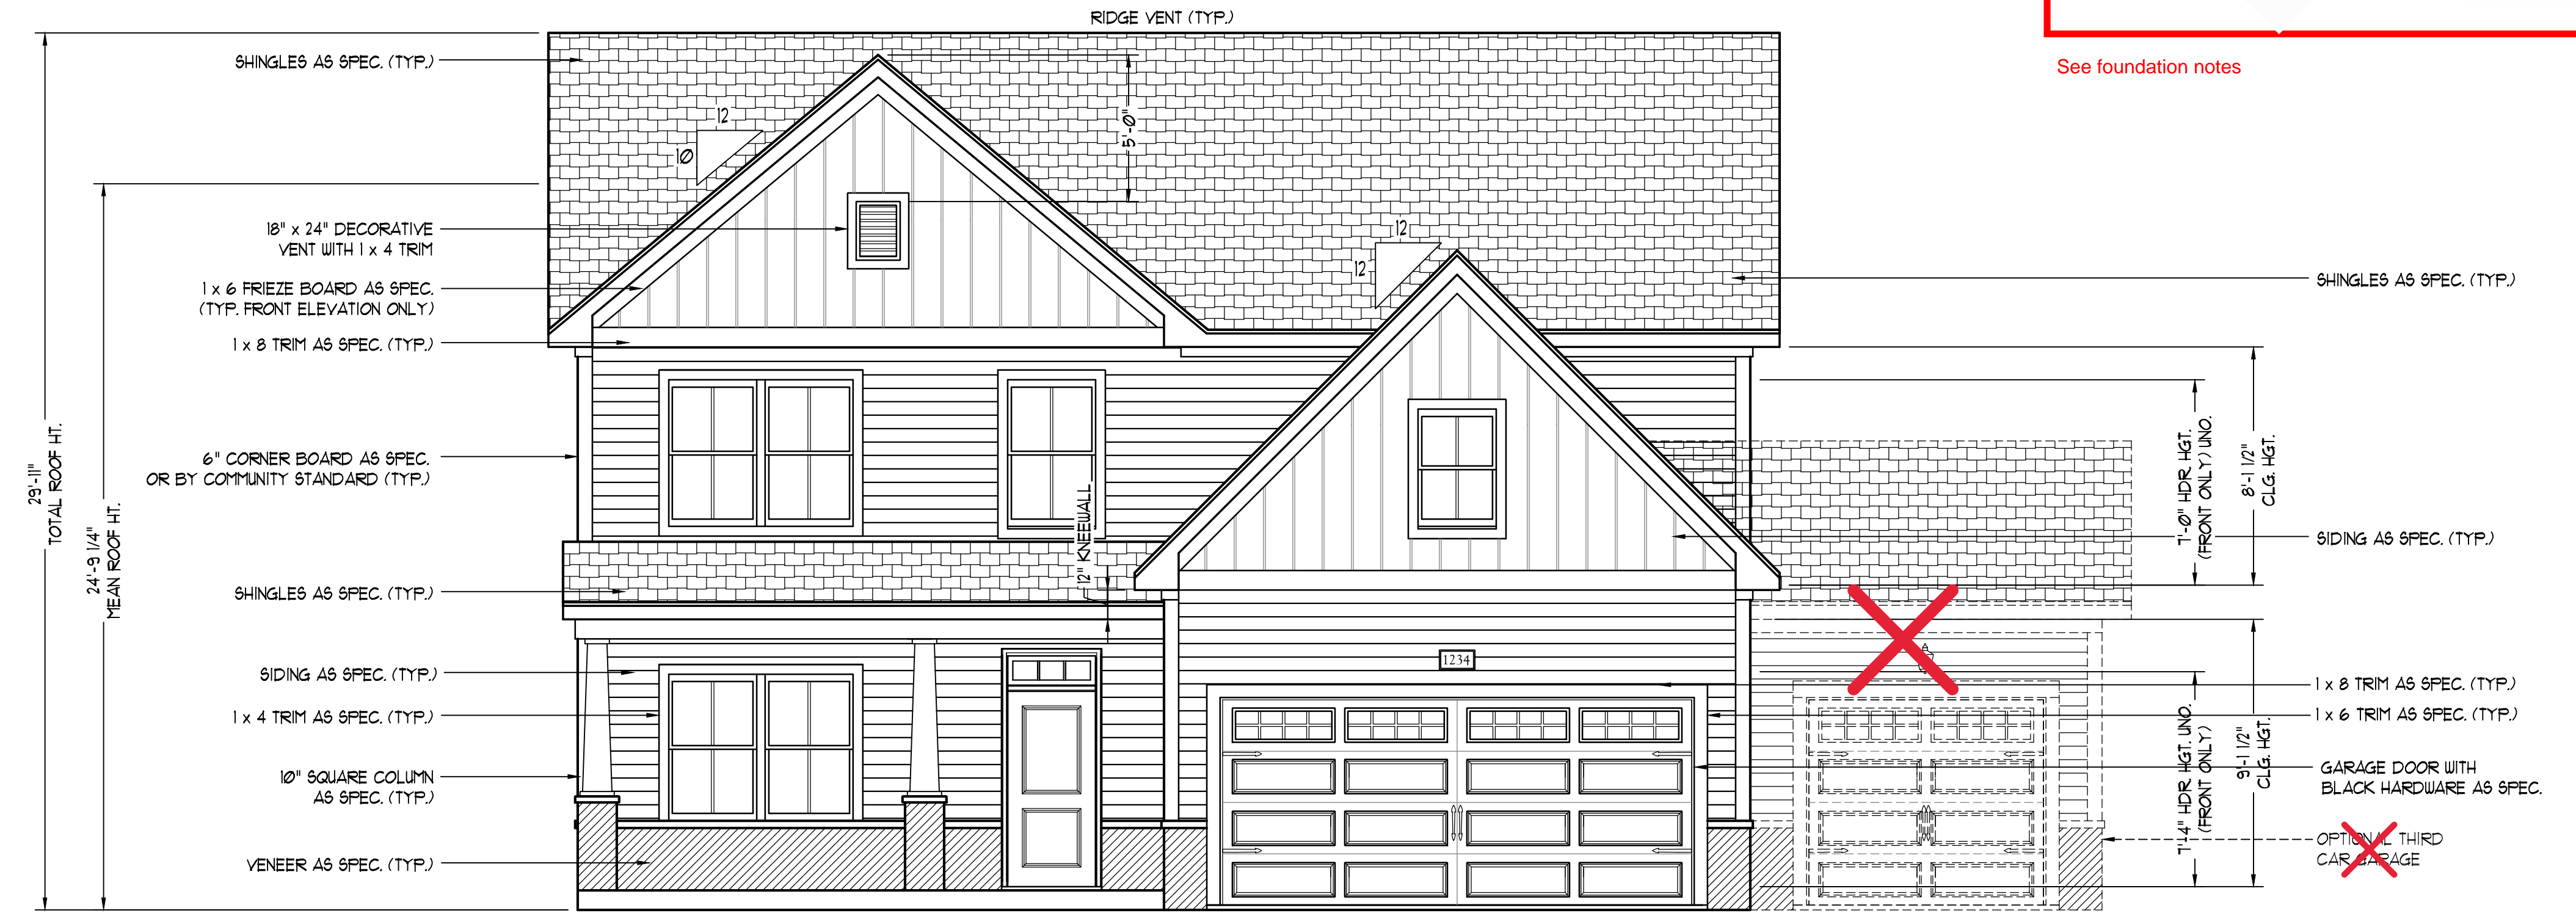 RIDGE VENT (TYP.)
See foundation notes
SHINGLES AS SPEC. (TYP.)
12
10
5'-0"
18" x 24" DECORATIVE
VENT WITH 1 x 4 TRIM
12
12
1 x 6 FRIEZE BOARD AS SPEC.
(TYP. FRONT ELEVATION ONLY)
SHINGLES AS SPEC. (TYP.)
1 x 8 TRIM AS SPEC. (TYP.)
29'-11"
TOTAL ROOF HT.
24'-9 1/4"
MEAN ROOF HT.
6" CORNER BOARD AS SPEC.
OR BY COMMUNITY STANDARD (TYP.)
12" KNEEWALL
7'-0" HDR. HGT.
(FRONT ONLY) UNO.
8'-1 1/2"
CLG. HGT.
SIDING AS SPEC. (TYP.)
SHINGLES AS SPEC. (TYP.)
1234
SIDING AS SPEC. (TYP.)
1 x 8 TRIM AS SPEC. (TYP.)
1 x 4 TRIM AS SPEC. (TYP.)
1 x 6 TRIM AS SPEC. (TYP.)
7'-4" HDR. HGT. UNO.
(FRONT ONLY)
9'-1 1/2"
CLG. HGT.
10" SQUARE COLUMN
AS SPEC. (TYP.)
GARAGE DOOR WITH
BLACK HARDWARE AS SPEC.
OPTIONAL THIRD
CAR GARAGE
VENEER AS SPEC. (TYP.)